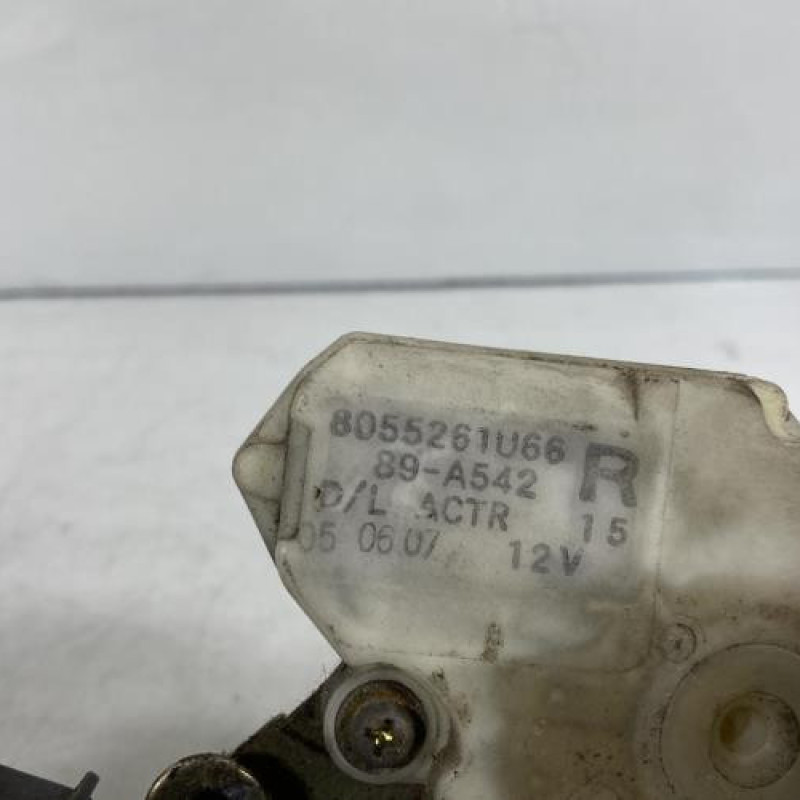 8055261U66
89-A542 R
D/L ACTR 15
05 06 07 12V